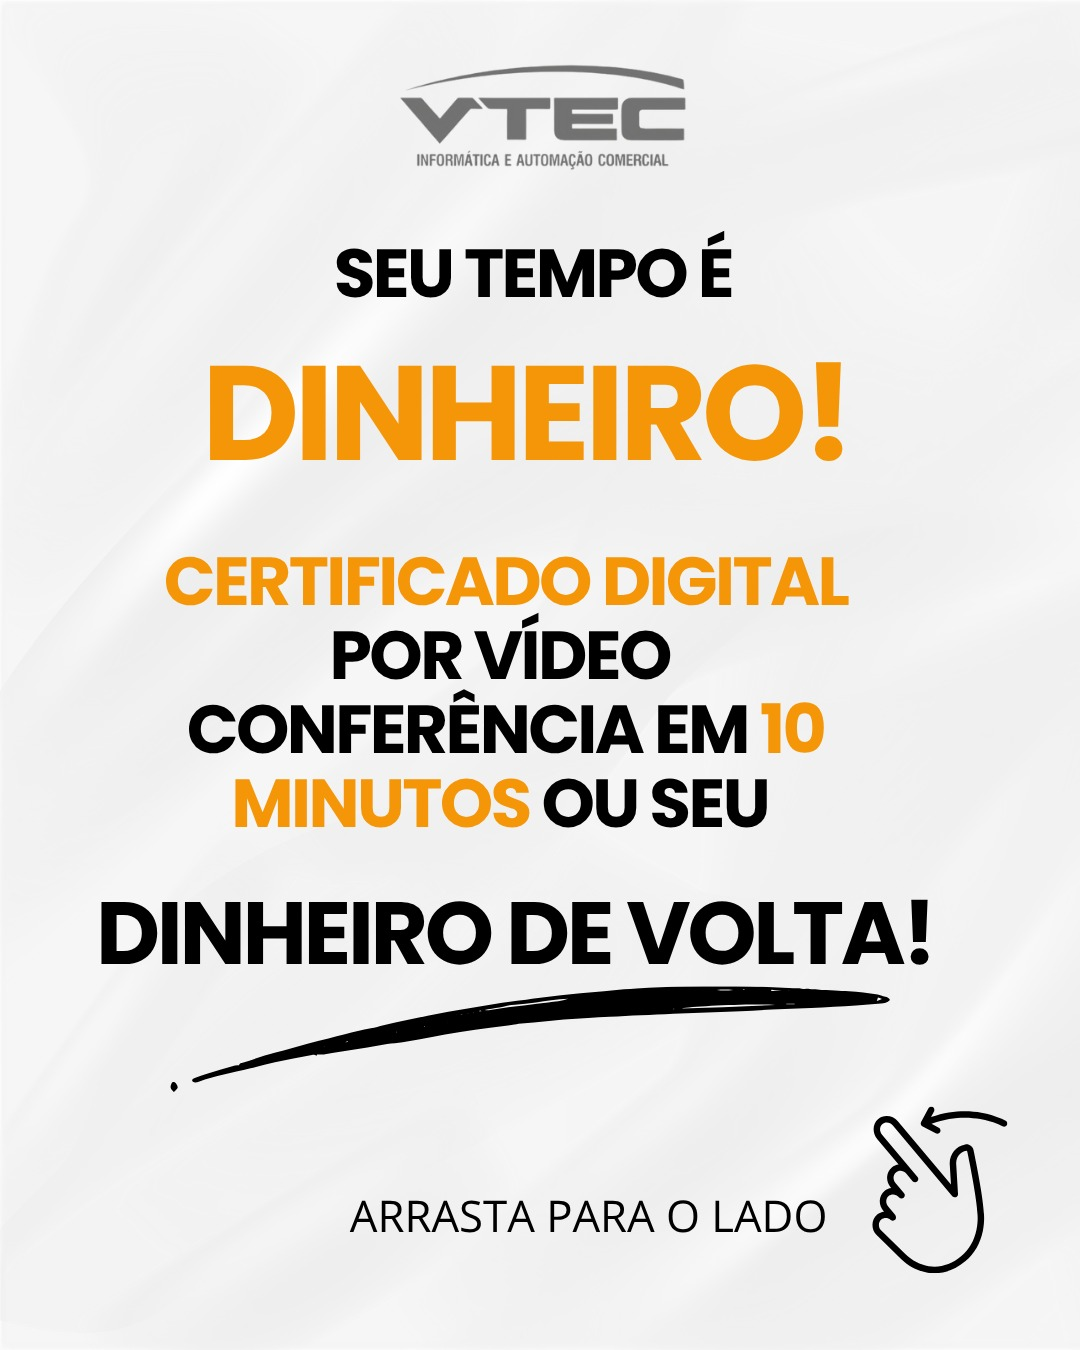 VTEC
INFORMÁTICA E AUTOMAÇÃO COMERCIAL
SEU TEMPO É
DINHEIRO!
CERTIFICADO DIGITAL
POR VÍDEO
CONFERÊNCIA EM 10
MINUTOS OU SEU
DINHEIRO DE VOLTA!
ARRASTA PARA O LADO